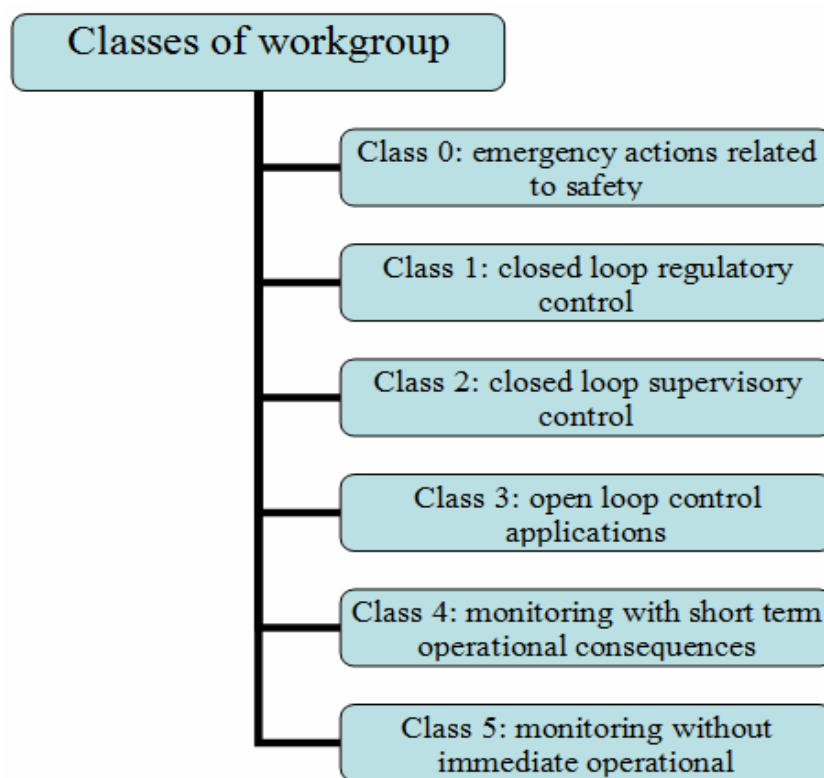 Classes of workgroup
Class 0: emergency actions related
to safety
Class 1: closed loop regulatory
control
Class 2: closed loop supervisory
control
Class 3: open loop control
applications
Class 4: monitoring with short term
operational consequences
Class 5: monitoring without
immediate operational